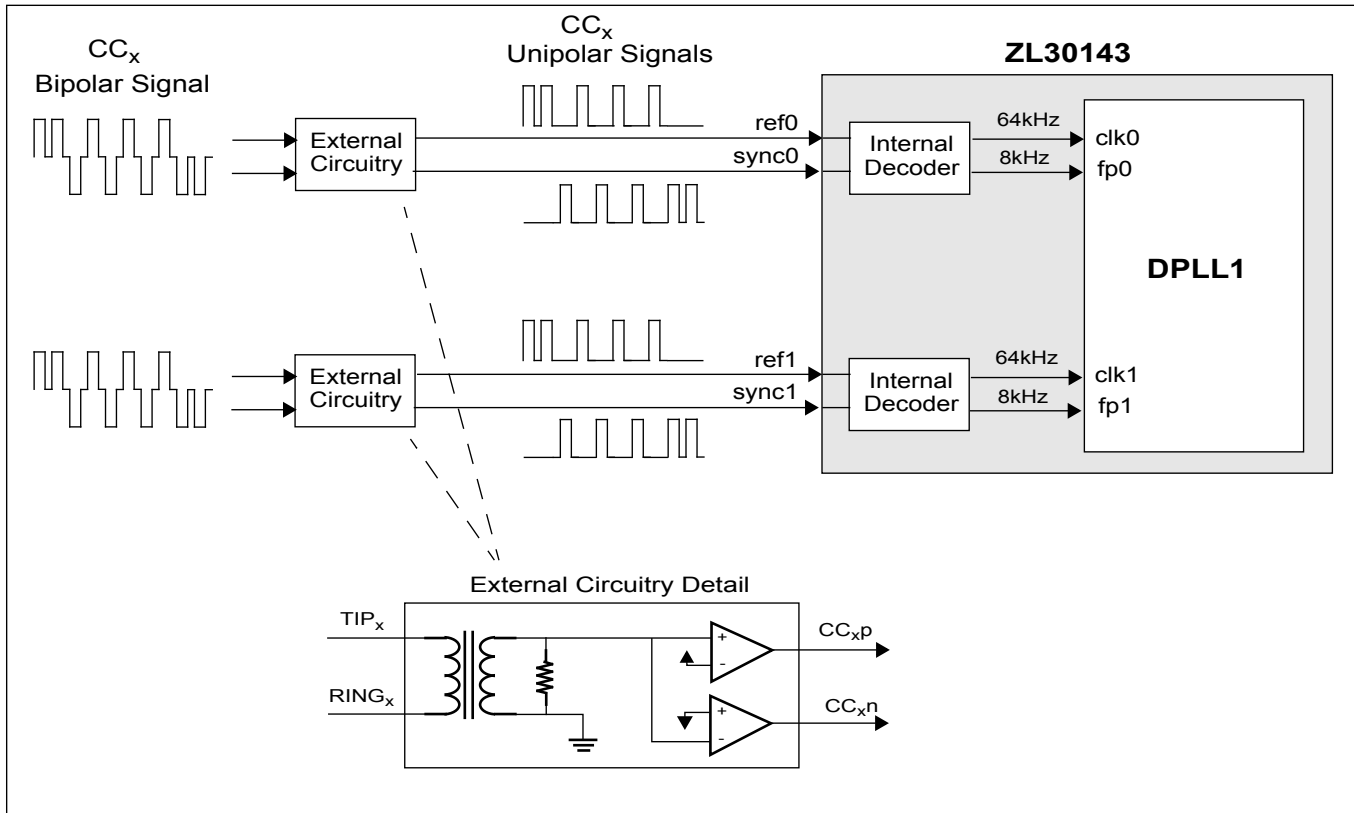 CCx
Bipolar Signal
CCx
Unipolar Signals
ZL30143
External
Circuitry
ref0
sync0
Internal
Decoder
64kHz
8kHz
clk0
fp0
DPLL1
External
Circuitry
ref1
sync1
Internal
Decoder
64kHz
8kHz
clk1
fp1
External Circuitry Detail
TIPx
RINGx
+
-
+
-
CCxp
CCxn